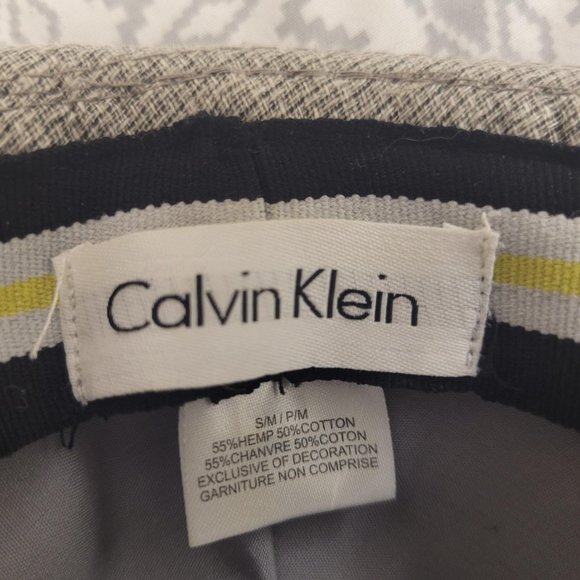 Calvin Klein
S/M / P/M
55%HEMP 50%COTTON
55%CHANVRE 50%COTON
EXCLUSIVE OF DECORATION
GARNITURE NON COMPRISE